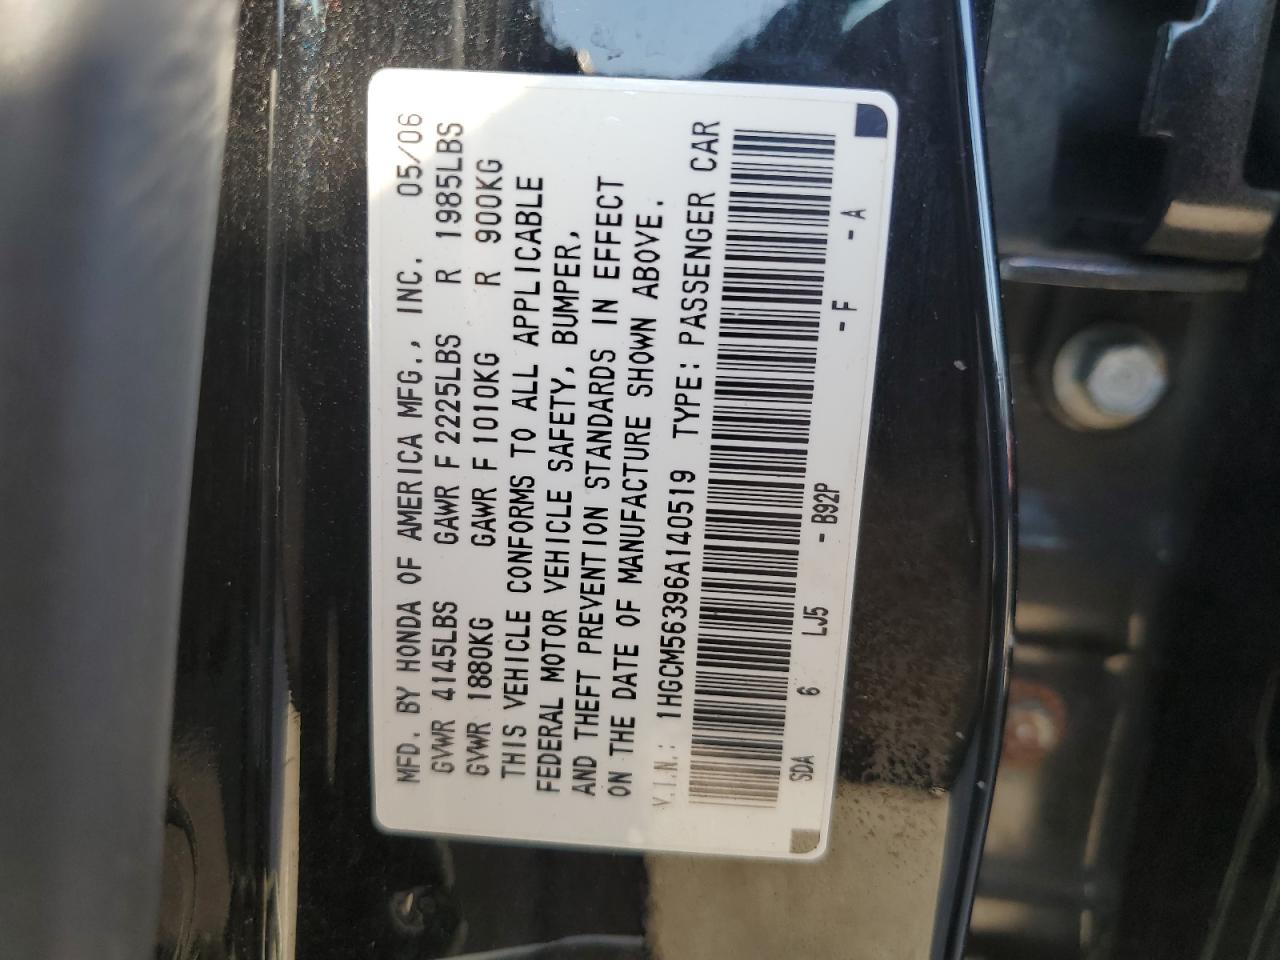 MFD. BY HONDA OF AMERICA MFG., INC. 05/06
GVWR 4145LBS GAWR F 2225LBS R 1985LBS
GVWR 1880KG GAWR F 1010KG R 900KG
THIS VEHICLE CONFORMS TO ALL APPLICABLE
FEDERAL MOTOR VEHICLE SAFETY, BUMPER,
AND THEFT PREVENTION STANDARDS IN EFFECT
ON THE DATE OF MANUFACTURE SHOWN ABOVE.
V.I.N.: 1HGCM56396A140519 TYPE: PASSENGER CAR
SDA 6 LJ5 - B92P - F - A